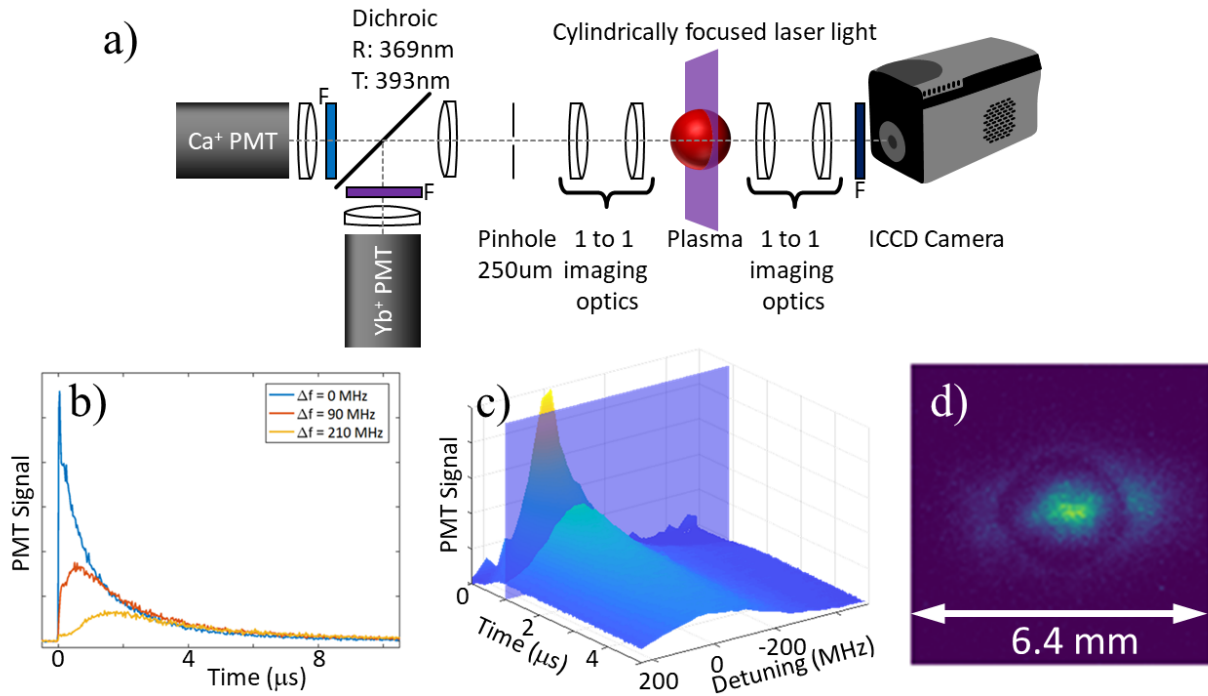 a)
Dichroic
R: 369nm
T: 393nm
Cylindrically focused laser light
F
Ca⁺ PMT
F
Yb⁺ PMT
F
Pinhole
250um
1 to 1
imaging
optics
Plasma
1 to 1
imaging
optics
ICCD Camera
b)
Δf = 0 MHz
Δf = 90 MHz
Δf = 210 MHz
PMT Signal
0
4
8
Time (μs)
c)
PMT Signal
0
2
4
Time (μs)
200
0
-200
Detuning (MHz)
d)
6.4 mm